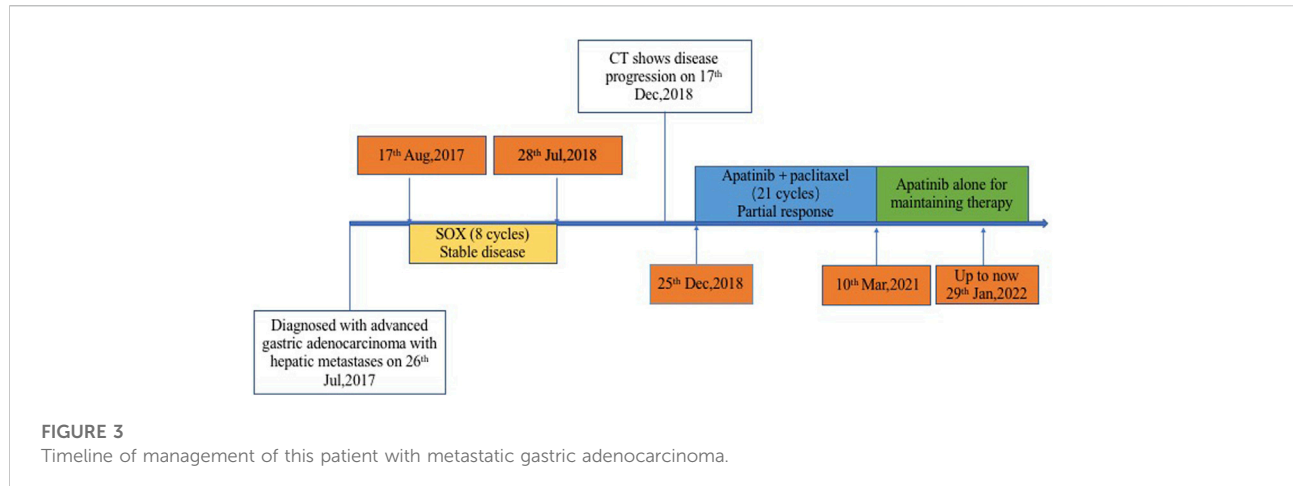 CT shows disease
progression on 17th
Dec,2018
17th Aug,2017
28th Jul,2018
Apatinib + paclitaxel
(21 cycles)
Partial response
Apatinib alone for
maintaining therapy
SOX (8 cycles)
Stable disease
25th Dec,2018
10th Mar,2021
Up to now
29th Jan,2022
Diagnosed with advanced
gastric adenocarcinoma with
hepatic metastases on 26th
Jul,2017
FIGURE 3
Timeline of management of this patient with metastatic gastric adenocarcinoma.